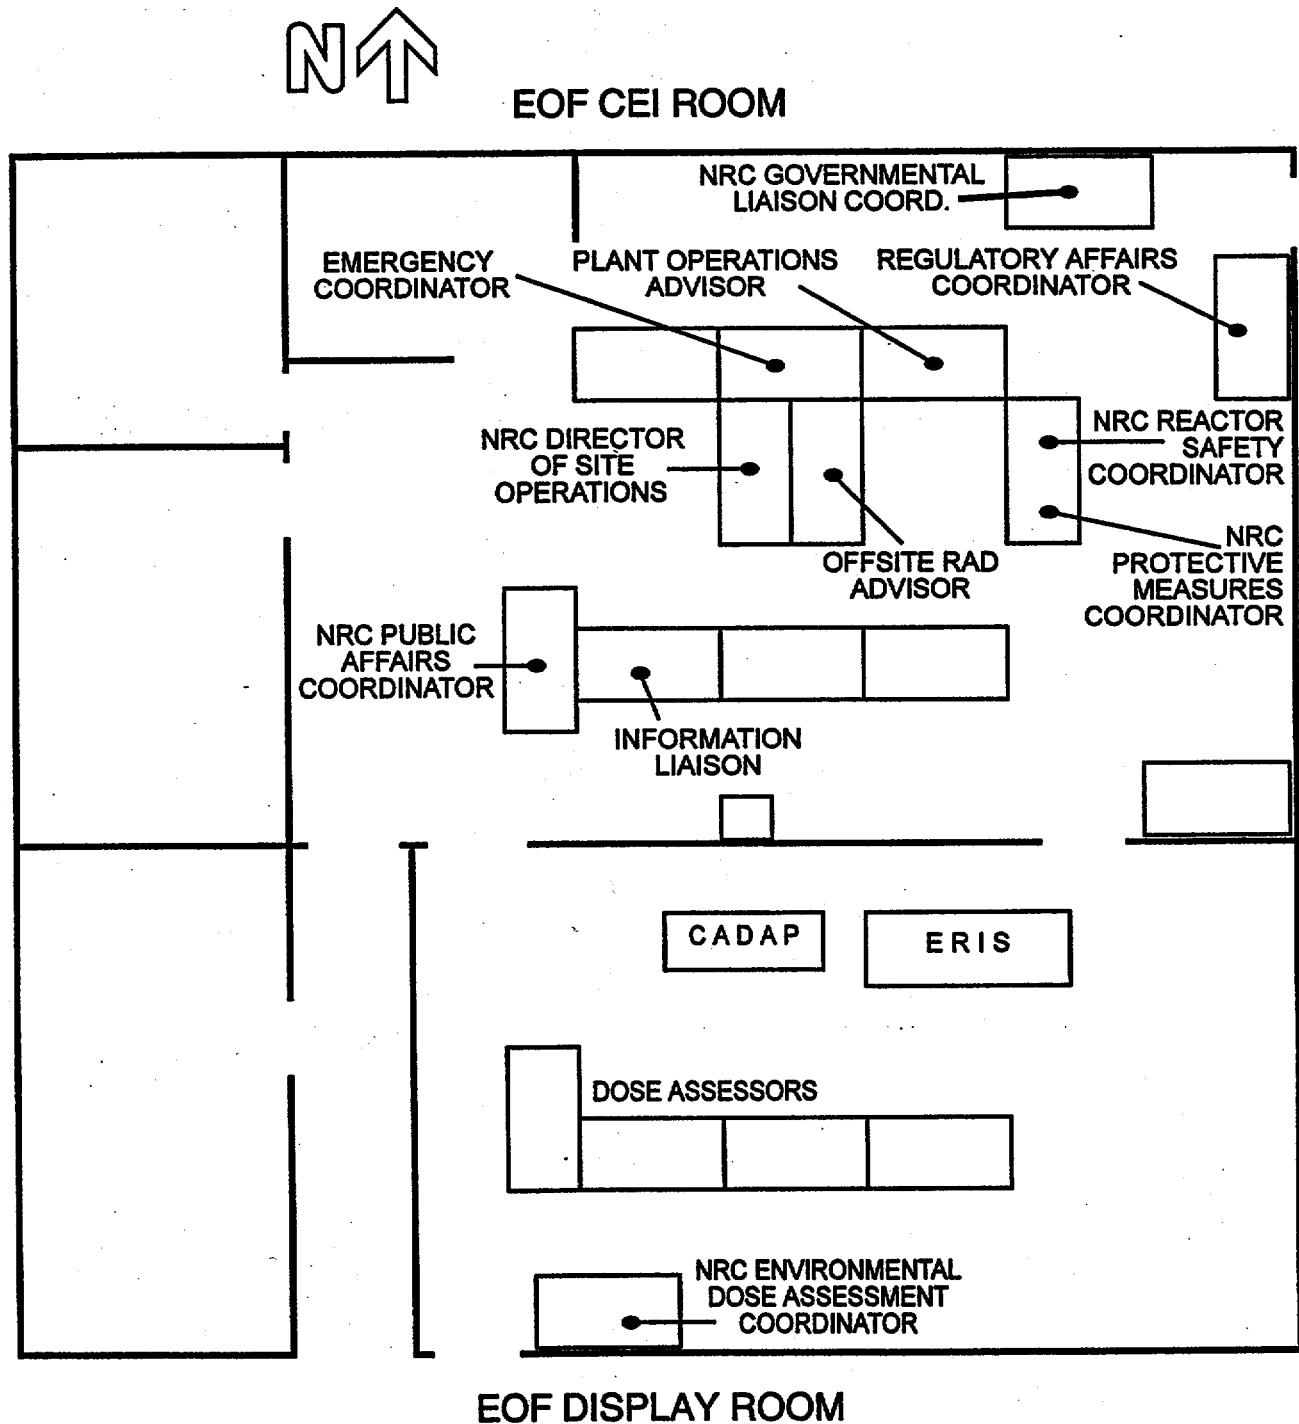 N
EOF CEI ROOM
NRC GOVERNMENTAL
LIAISON COORD.
EMERGENCY
COORDINATOR
PLANT OPERATIONS
ADVISOR
REGULATORY AFFAIRS
COORDINATOR
NRC DIRECTOR
OF SITE
OPERATIONS
NRC REACTOR
SAFETY
COORDINATOR
OFFSITE RAD
ADVISOR
NRC
PROTECTIVE
MEASURES
COORDINATOR
NRC PUBLIC
AFFAIRS
COORDINATOR
INFORMATION
LIAISON
CADAP
ERIS
DOSE ASSESSORS
NRC ENVIRONMENTAL
DOSE ASSESSMENT
COORDINATOR
EOF DISPLAY ROOM